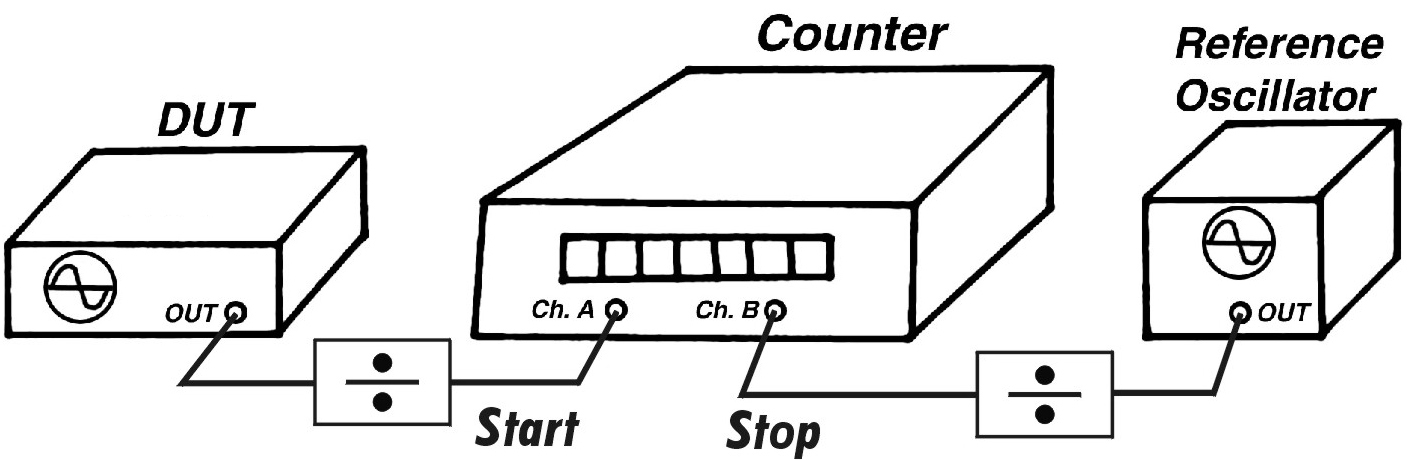 Counter
Reference
Oscillator
DUT
OUT
Ch. A
Ch. B
OUT
÷
÷
Start
Stop